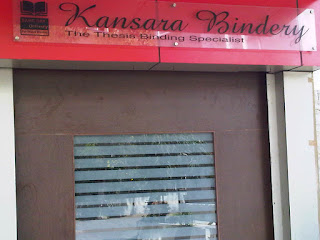 Kansara Bindery
The Thesis Binding Specialist